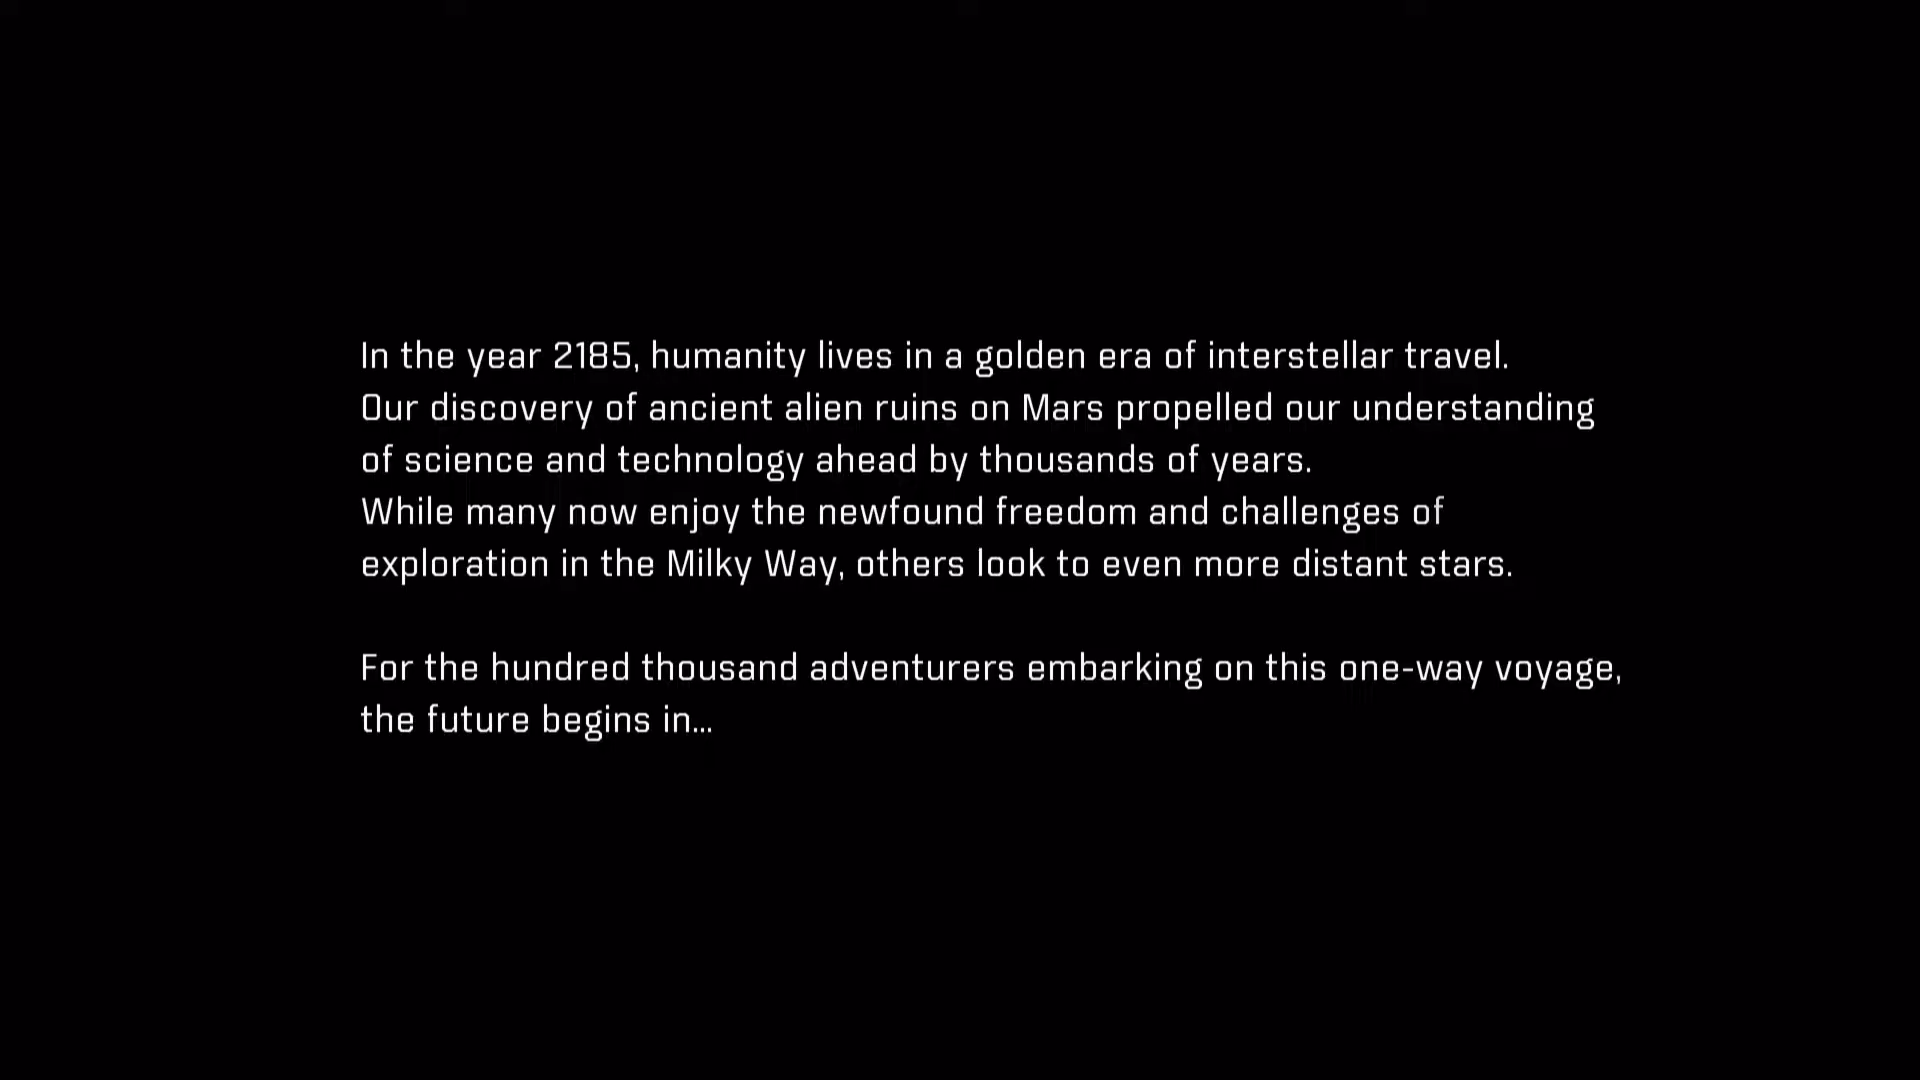 In the year 2185, humanity lives in a golden era of interstellar travel.
Our discovery of ancient alien ruins on Mars propelled our understanding
of science and technology ahead by thousands of years.
While many now enjoy the newfound freedom and challenges of
exploration in the Milky Way, others look to even more distant stars.
For the hundred thousand adventurers embarking on this one-way voyage,
the future begins in...